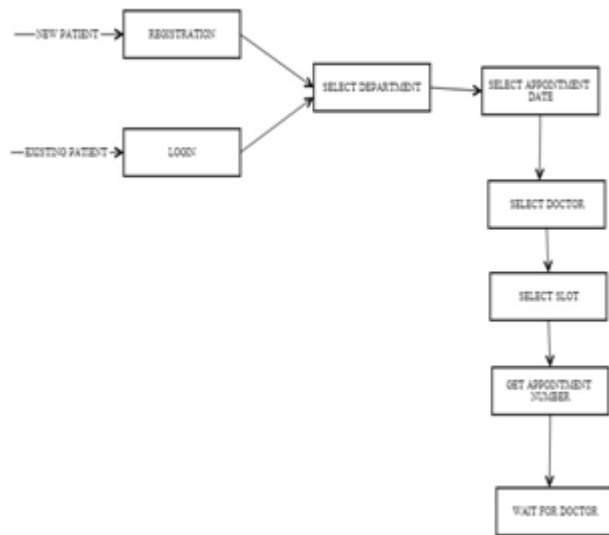 NEW PATIENT
REGISTRATION
SELECT DEPARTMENT
SELECT APPOINTMENT
DATE
EXISTING PATIENT
LOGIN
SELECT DOCTOR
SELECT SLOT
GET APPOINTMENT
NUMBER
WAIT FOR DOCTOR